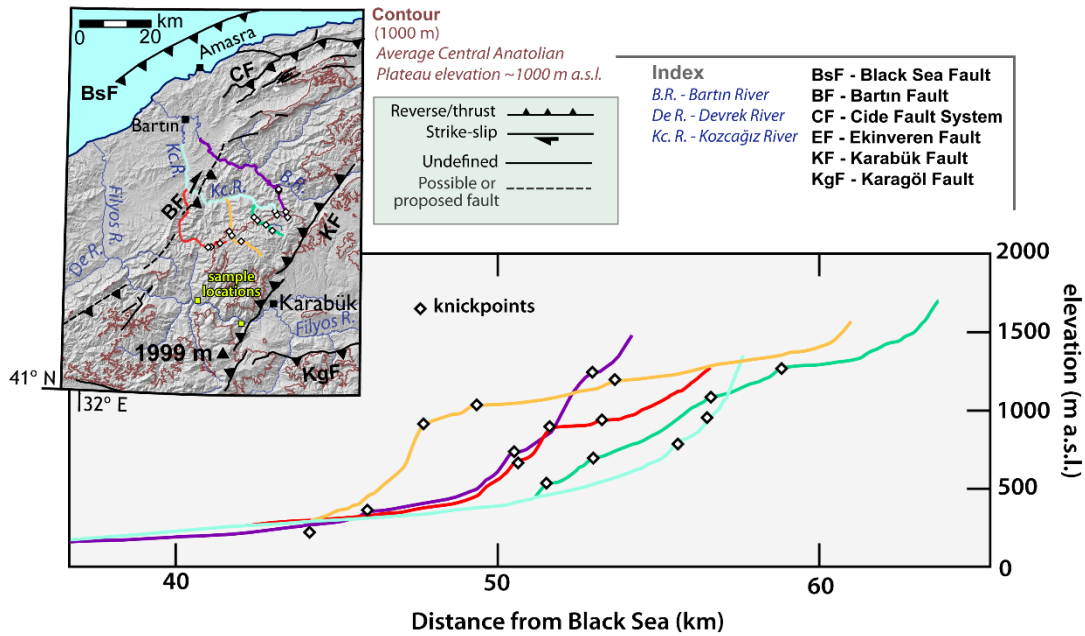 km
0 20
Amasra
BsF
CF
Bartın
Kc.R.
Kc.R.
B.R.
BF
KF
Filyos R.
De R.
sample
locations
Karabük
Filyos R.
1999 m
KgF
41° N
32° E
Contour
(1000 m)
Average Central Anatolian
Plateau elevation ~1000 m a.s.l.
Reverse/thrust
Strike-slip
Undefined
Possible or
proposed fault
Index
B.R. - Bartın River
De R. - Devrek River
Kc. R. - Kozcağız River
BsF - Black Sea Fault
BF - Bartın Fault
CF - Cide Fault System
EF - Ekinveren Fault
KF - Karabük Fault
KgF - Karagöl Fault
knickpoints
2000
1500
1000
500
0
elevation (m a.s.l.)
40 50 60
Distance from Black Sea (km)